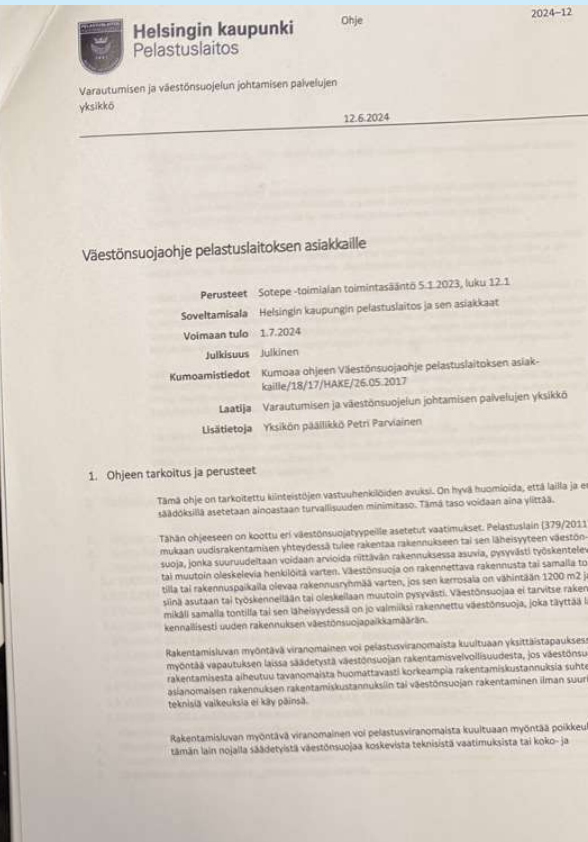 Helsingin kaupunki
Pelastuslaitos
Ohje
2024–12
Varautumisen ja väestönsuojelun johtamisen palvelujen
yksikkö
12.6.2024
Väestönsuojaohje pelastuslaitoksen asiakkaille
Perusteet Sotepe -toimialan toimintasääntö 5.1.2023, luku 12.1
Soveltamisala Helsingin kaupungin pelastuslaitos ja sen asiakkaat
Voimaan tulo 1.7.2024
Julkisuus Julkinen
Kumoamistiedot Kumoaa ohjeen Väestönsuojaohje pelastuslaitoksen asiak-
kaille/18/17/HAKE/26.05.2017
Laatija Varautumisen ja väestönsuojelun johtamisen palvelujen yksikkö
Lisätietoja Yksikön päällikkö Petri Parviainen
1. Ohjeen tarkoitus ja perusteet
Tämä ohje on tarkoitettu kiinteistöjen vastuuhenkilöiden avuksi. On hyvä huomioida, että lailla ja
säädöksillä asetetaan ainoastaan turvallisuuden minimitaso. Tämä taso voidaan aina ylittää.
Tähän ohjeeseen on koottu eri väestönsuojatyypeille asetetut vaatimukset. Pelastuslain (379/2011
mukaan uudisrakentamisen yhteydessä tulee rakentaa rakennukseen tai sen läheisyyteen väestön-
suoja, jonka suuruudeltaan voidaan arvioida riittävän rakennuksessa asuvia, pysyvästi työskentelev
tai muutoin oleskelevia henkilöitä varten. Väestönsuoja on rakennettava rakennusta tai samalla to
tilla tai rakennuspaikalla olevaa rakennusryhmää varten, jos sen kerrosala on vähintään 1200 m2 j
siinä asutaan tai työskennellään tai oleskellaan muutoin pysyvästi. Väestönsuojaa ei tarvitse raken
mikäli samalla tontilla tai sen läheisyydessä on jo valmiiksi rakennettu väestönsuoja, joka täyttää l
kennallisesti uuden rakennuksen väestönsuojapaikkamäärän.
Rakentamisluvan myöntävä viranomainen voi pelastusviranomaista kuultuaan yksittäistapaukses
myöntää vapautuksen laissa säädetystä väestönsuojan rakentamisvelvollisuudesta, jos väestönsu
rakentamisesta aiheutuu tavanomaista huomattavasti korkeampia rakentamiskustannuksia suhte
asianomaisen rakennuksen rakentamiskustannuksiin tai väestönsuojan rakentaminen ilman suuri
teknisiä vaikeuksia ei käy päinsä.
Rakentamisluvan myöntävä viranomainen voi pelastusviranomaista kuultuaan myöntää poikkeu
tämän lain nojalla säädetyistä väestönsuojaa koskevista teknisistä vaatimuksista tai koko- ja